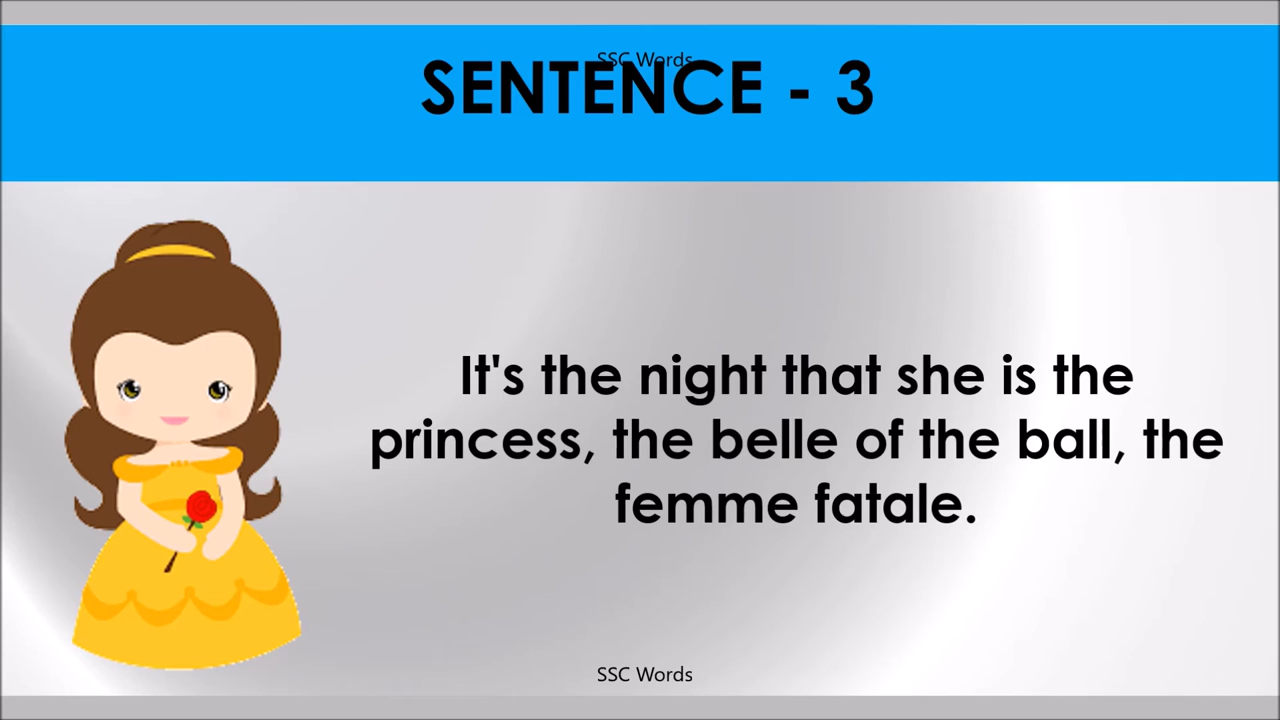 SSC Words
SENTENCE - 3
It's the night that she is the
princess, the belle of the ball, the
femme fatale.
SSC Words